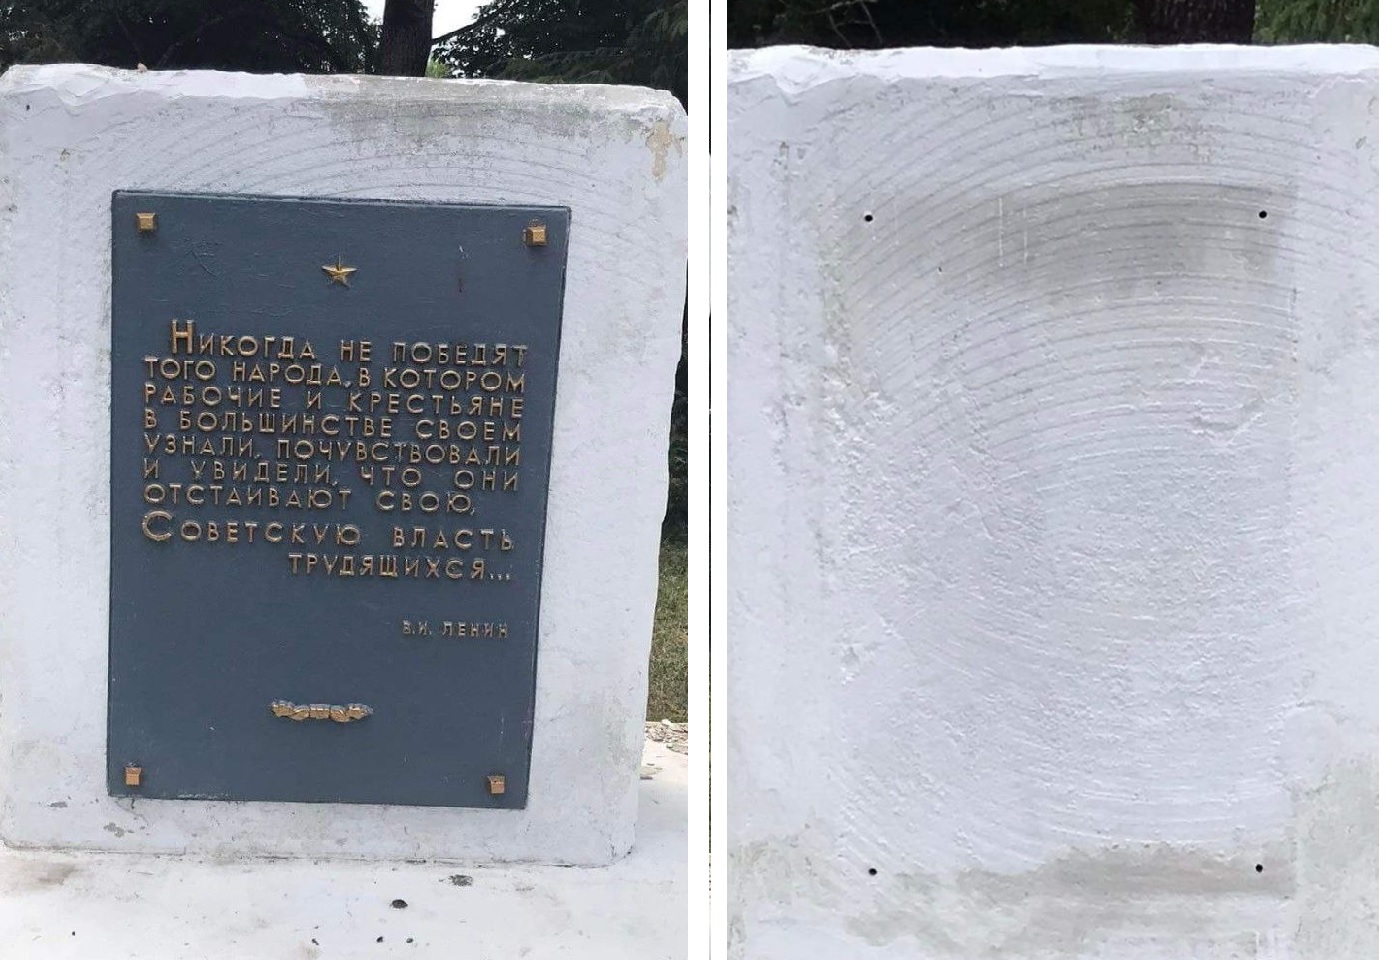 Никогда не победят
того народа, в котором
рабочие и крестьяне
в большинстве своем
узнали, почувствовали
и увидели, что они
отстаивают свою,
Советскую власть
трудящихся...
В.И. Ленин